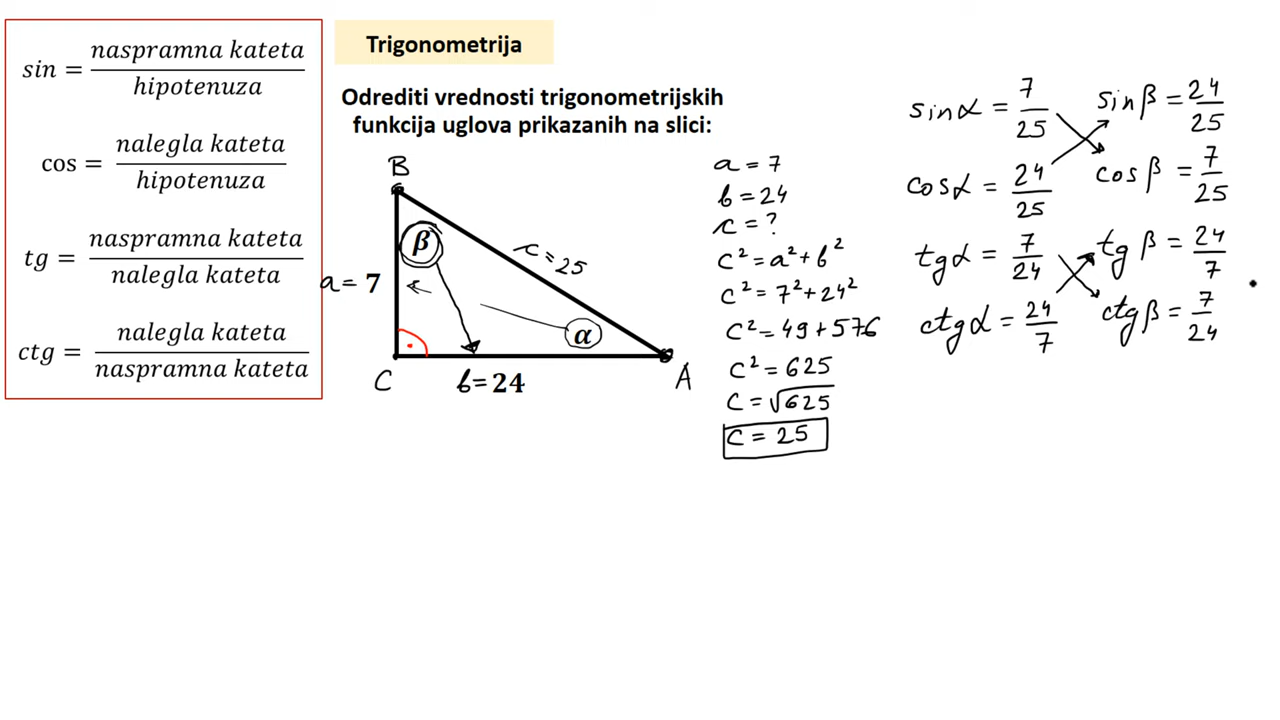 sin = naspramna kateta / hipotenuza
cos = nalegla kateta / hipotenuza
tg = naspramna kateta / nalegla kateta
ctg = nalegla kateta / naspramna kateta
Trigonometrija
Odrediti vrednosti trigonometrijskih
funkcija uglova prikazanih na slici:
B
β
c = 25
a = 7
α
C
b = 24
A
a = 7
b = 24
c = ?
c² = a² + b²
c² = 7² + 24²
c² = 49 + 576
c² = 625
c = √625
c = 25
sin α = 7/25
cos α = 24/25
tg α = 7/24
ctg α = 24/7
sin β = 24/25
cos β = 7/25
tg β = 24/7
ctg β = 7/24